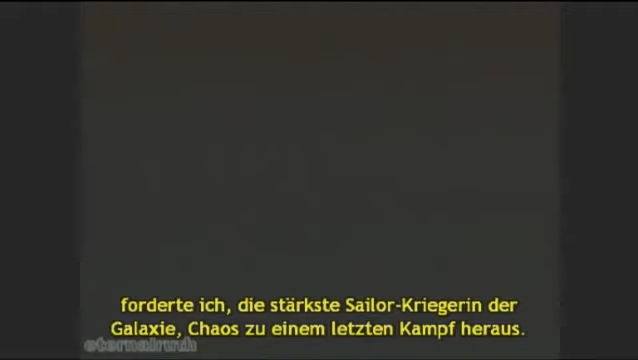 forderte ich, die stärkste Sailor-Kriegerin der
Galaxie, Chaos zu einem letzten Kampf heraus.